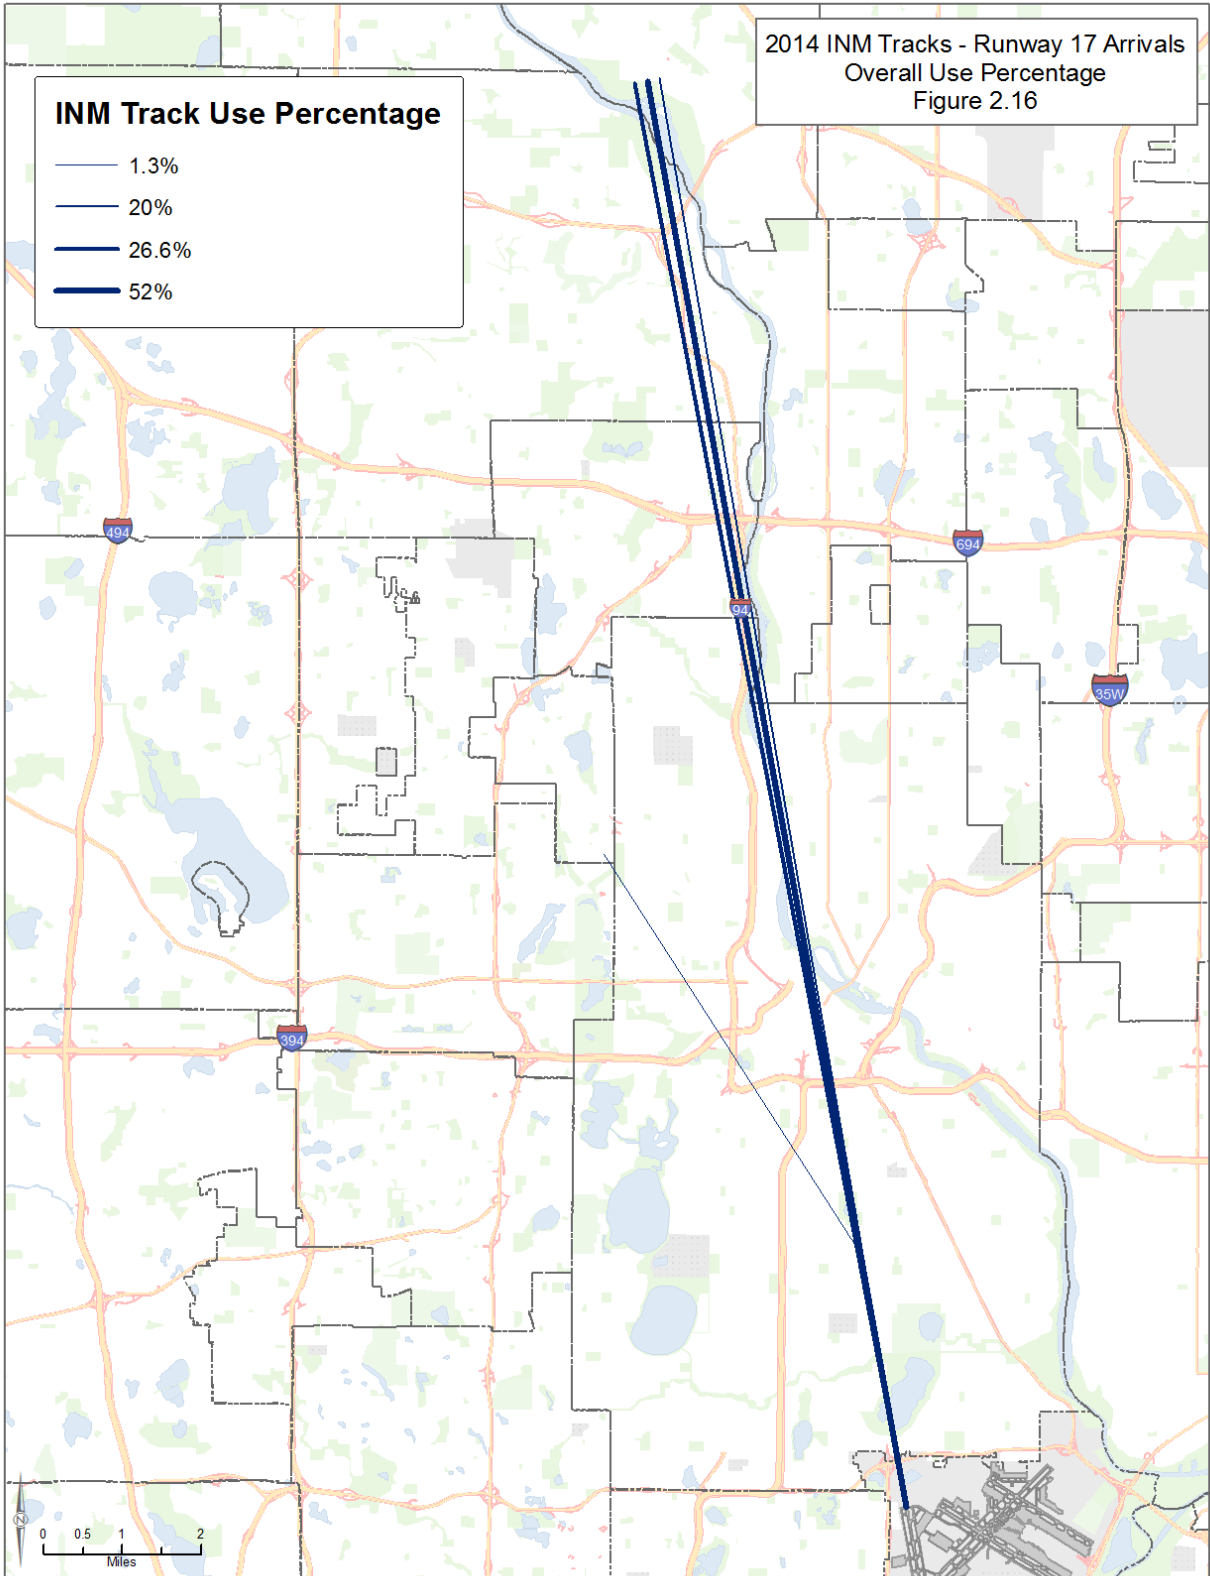 2014 INM Tracks - Runway 17 Arrivals
Overall Use Percentage
Figure 2.16
INM Track Use Percentage
1.3%
20%
26.6%
52%
494
694
94
35W
394
N
0 0.5 1 2
Miles